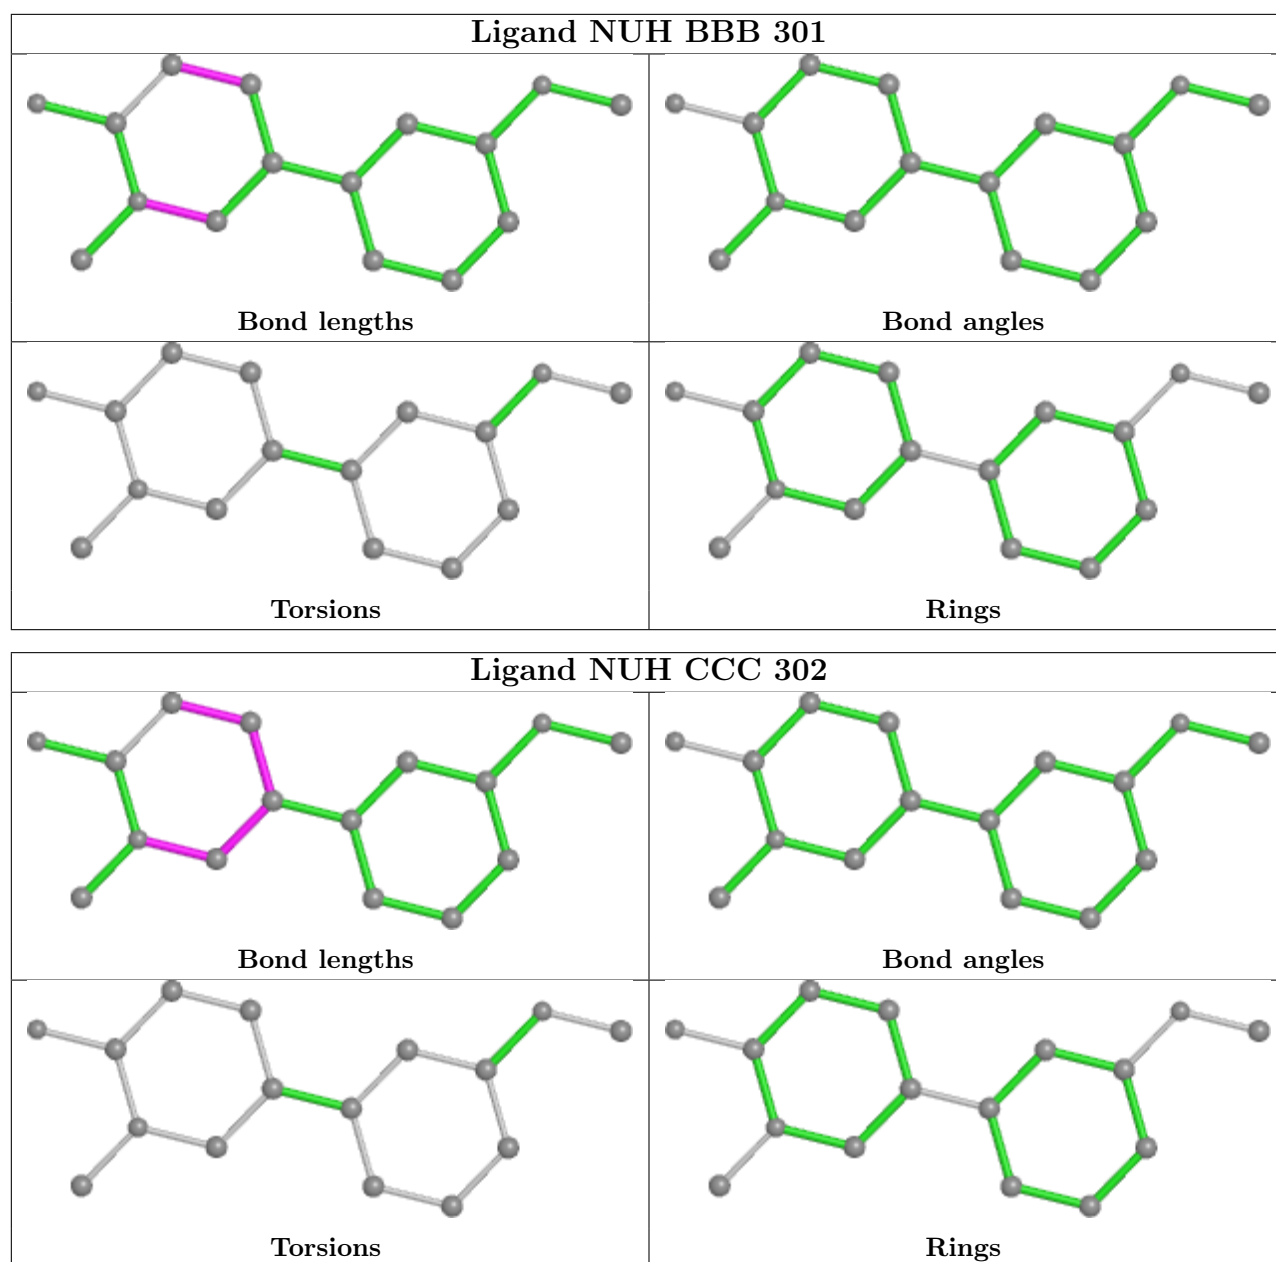 Ligand NUH BBB 301
Bond lengths
Bond angles
Torsions
Rings
Ligand NUH CCC 302
Bond lengths
Bond angles
Torsions
Rings